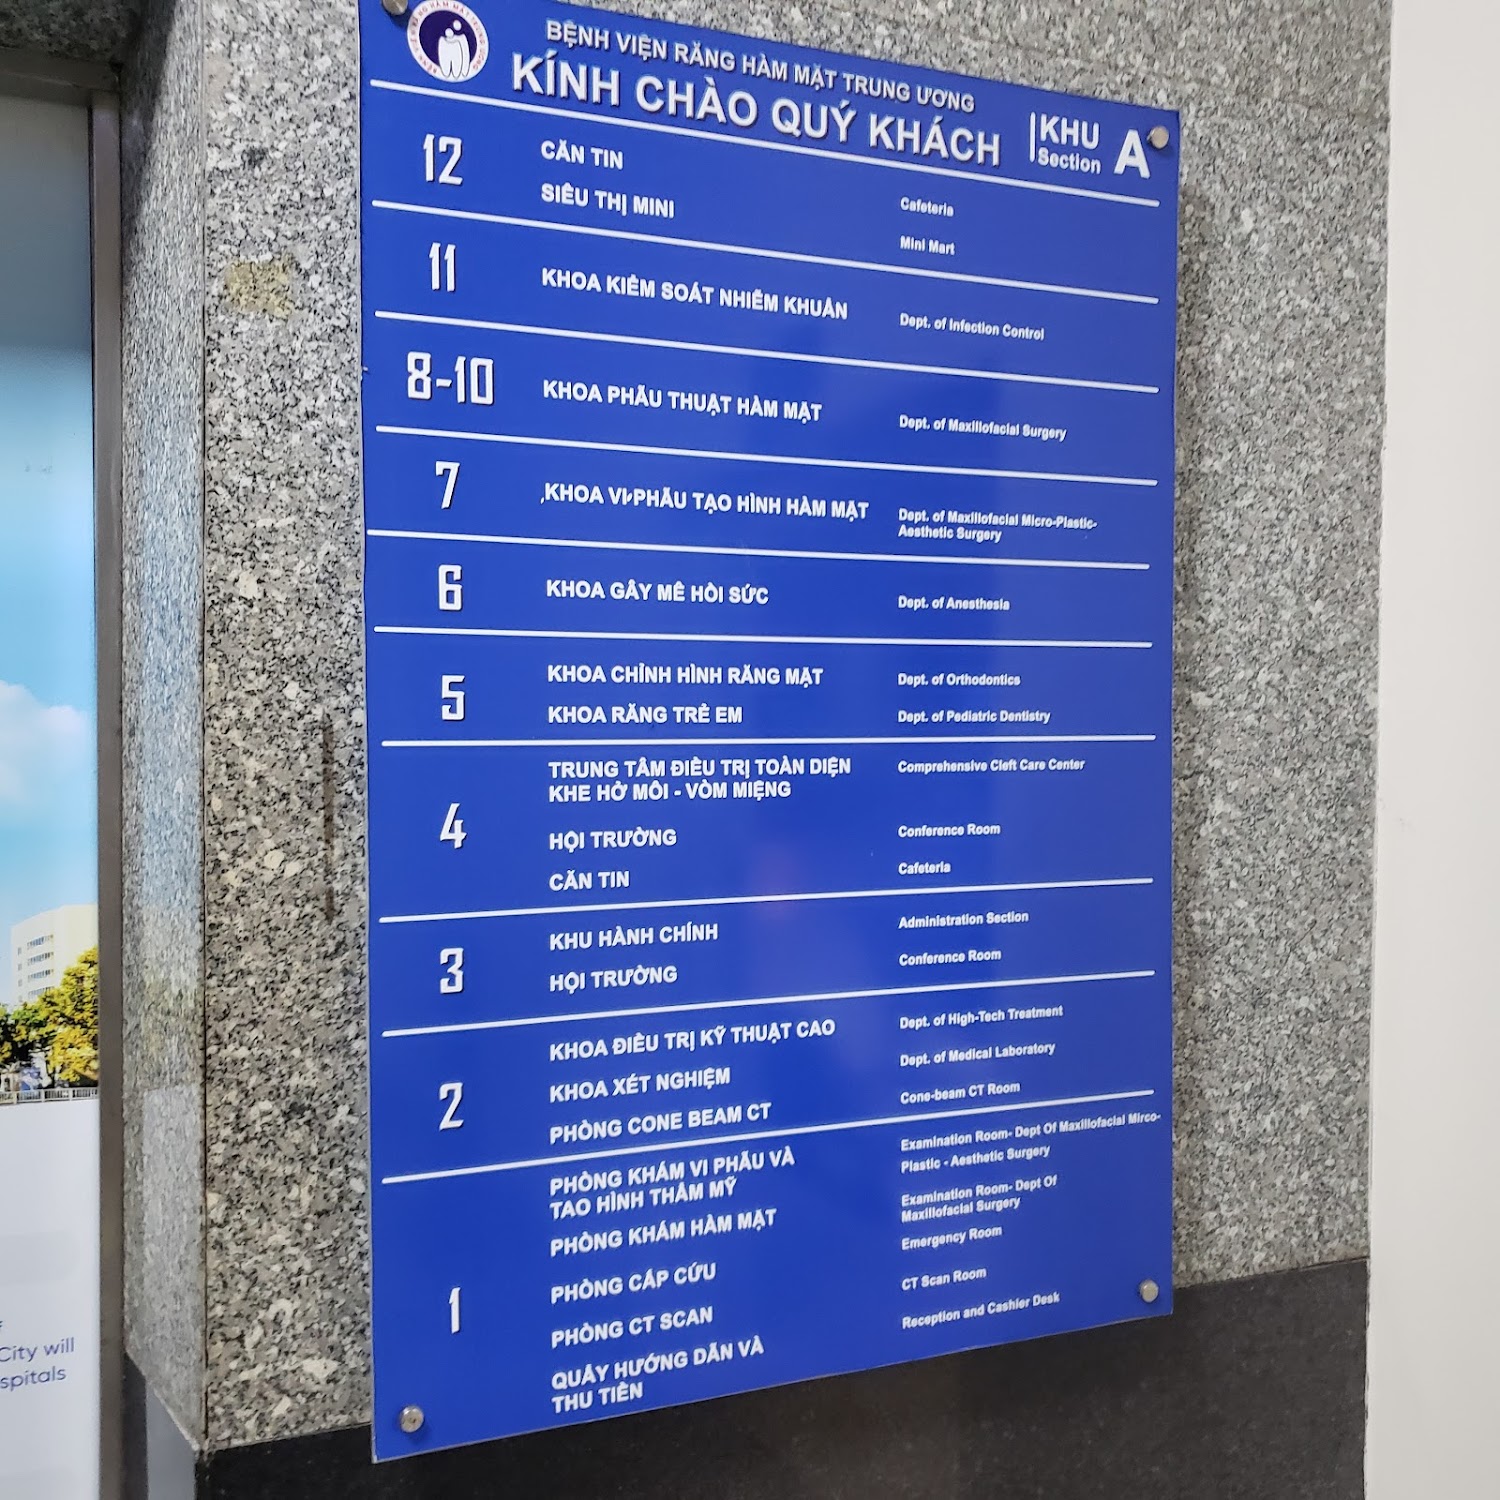 BỆNH VIỆN RĂNG HÀM MẶT TRUNG ƯƠNG
KÍNH CHÀO QUÝ KHÁCH
KHU
Section
A
12
CĂN TIN
Cafeteria
SIÊU THỊ MINI
Mini Mart
11
KHOA KIỂM SOÁT NHIỄM KHUẨN
Dept. of Infection Control
8-10
KHOA PHẪU THUẬT HÀM MẶT
Dept. of Maxillofacial Surgery
7
KHOA VI-PHẪU TẠO HÌNH HÀM MẶT
Dept. of Maxillofacial Micro-Plastic-
Aesthetic Surgery
6
KHOA GÂY MÊ HỒI SỨC
Dept. of Anesthesia
5
KHOA CHỈNH HÌNH RĂNG MẶT
Dept. of Orthodontics
KHOA RĂNG TRẺ EM
Dept. of Pediatric Dentistry
4
TRUNG TÂM ĐIỀU TRỊ TOÀN DIỆN
KHE HỞ MÔI - VÒM MIỆNG
Comprehensive Cleft Care Center
HỘI TRƯỜNG
Conference Room
CĂN TIN
Cafeteria
3
KHU HÀNH CHÍNH
Administration Section
HỘI TRƯỜNG
Conference Room
2
KHOA ĐIỀU TRỊ KỸ THUẬT CAO
Dept. of High-Tech Treatment
KHOA XÉT NGHIỆM
Dept. of Medical Laboratory
PHÒNG CONE BEAM CT
Cone-beam CT Room
1
PHÒNG KHÁM VI PHẪU VÀ
TẠO HÌNH THẨM MỸ
Examination Room- Dept Of Maxillofacial Mirco-
Plastic - Aesthetic Surgery
PHÒNG KHÁM HÀM MẶT
Examination Room- Dept Of
Maxillofacial Surgery
PHÒNG CẤP CỨU
Emergency Room
PHÒNG CT SCAN
CT Scan Room
QUẦY HƯỚNG DẪN VÀ
THU TIỀN
Reception and Cashier Desk
City will
spitals